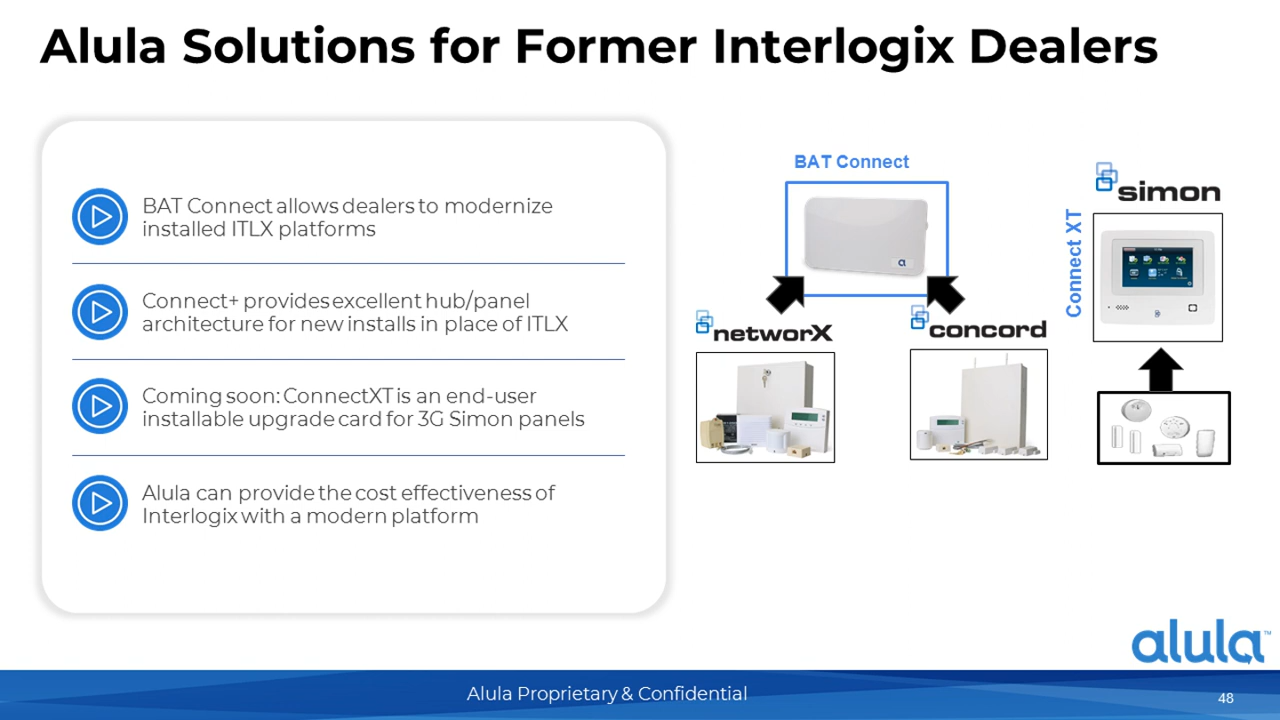 Alula Solutions for Former Interlogix Dealers
BAT Connect allows dealers to modernize
installed ITLX platforms
Connect+ provides excellent hub/panel
architecture for new installs in place of ITLX
Coming soon: ConnectXT is an end-user
installable upgrade card for 3G Simon panels
Alula can provide the cost effectiveness of
Interlogix with a modern platform
BAT Connect
networX
concord
Connect XT
simon
alula™
Alula Proprietary & Confidential
48